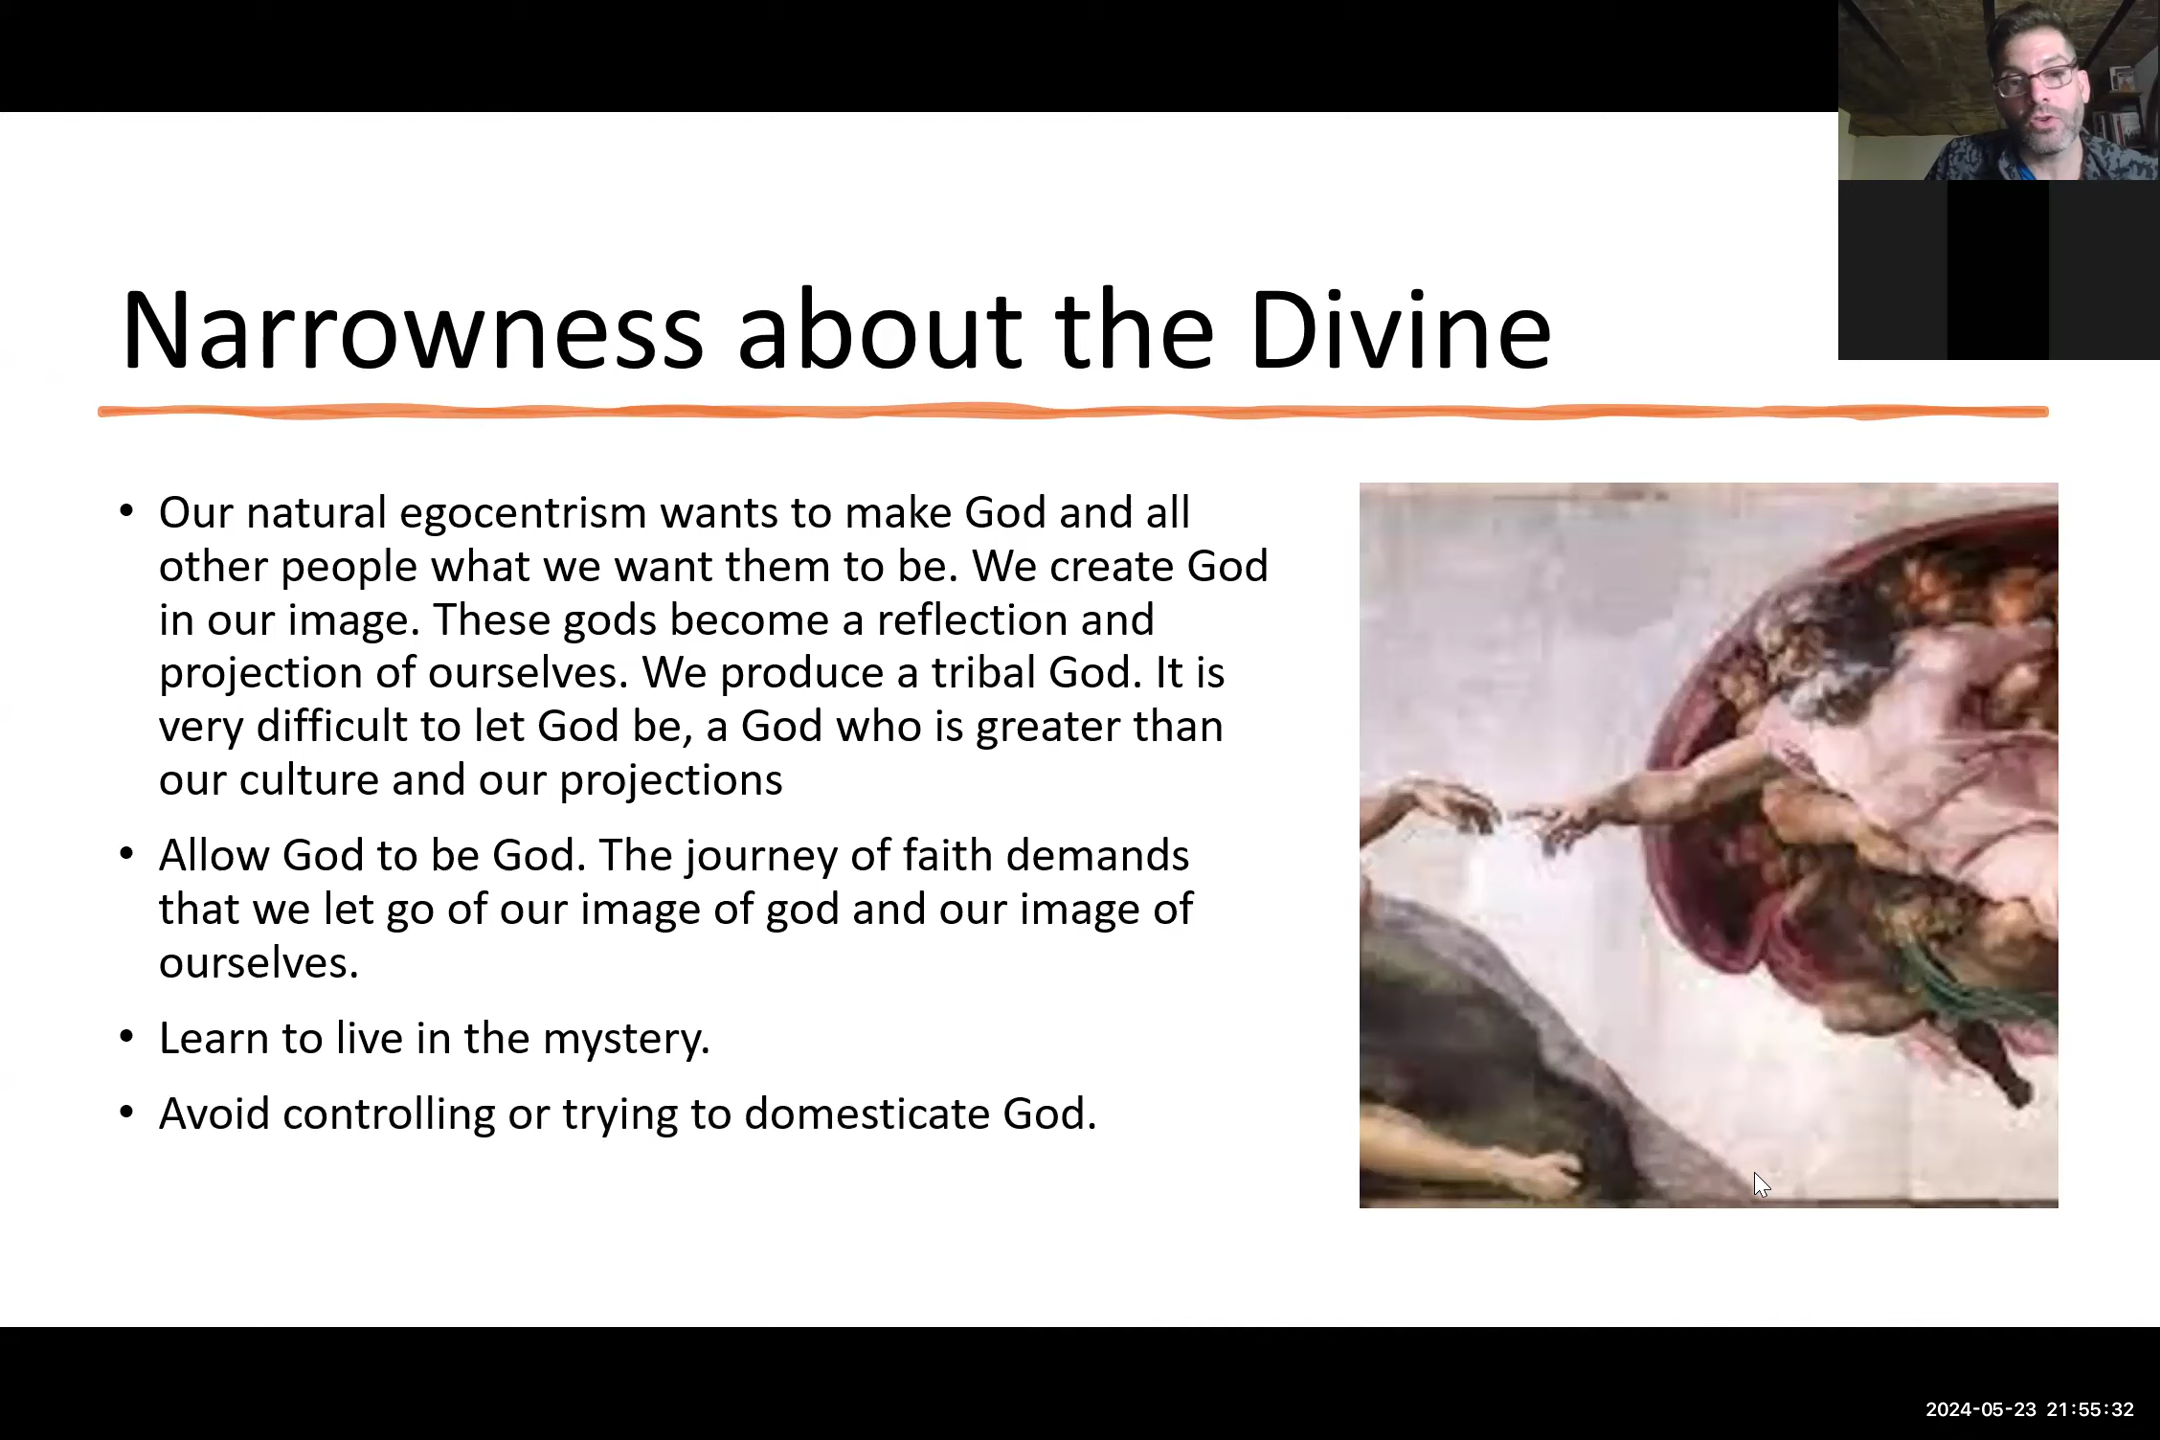 Narrowness about the Divine
• Our natural egocentrism wants to make God and all
other people what we want them to be. We create God
in our image. These gods become a reflection and
projection of ourselves. We produce a tribal God. It is
very difficult to let God be, a God who is greater than
our culture and our projections
• Allow God to be God. The journey of faith demands
that we let go of our image of god and our image of
ourselves.
• Learn to live in the mystery.
• Avoid controlling or trying to domesticate God.
2024-05-23 21:55:32